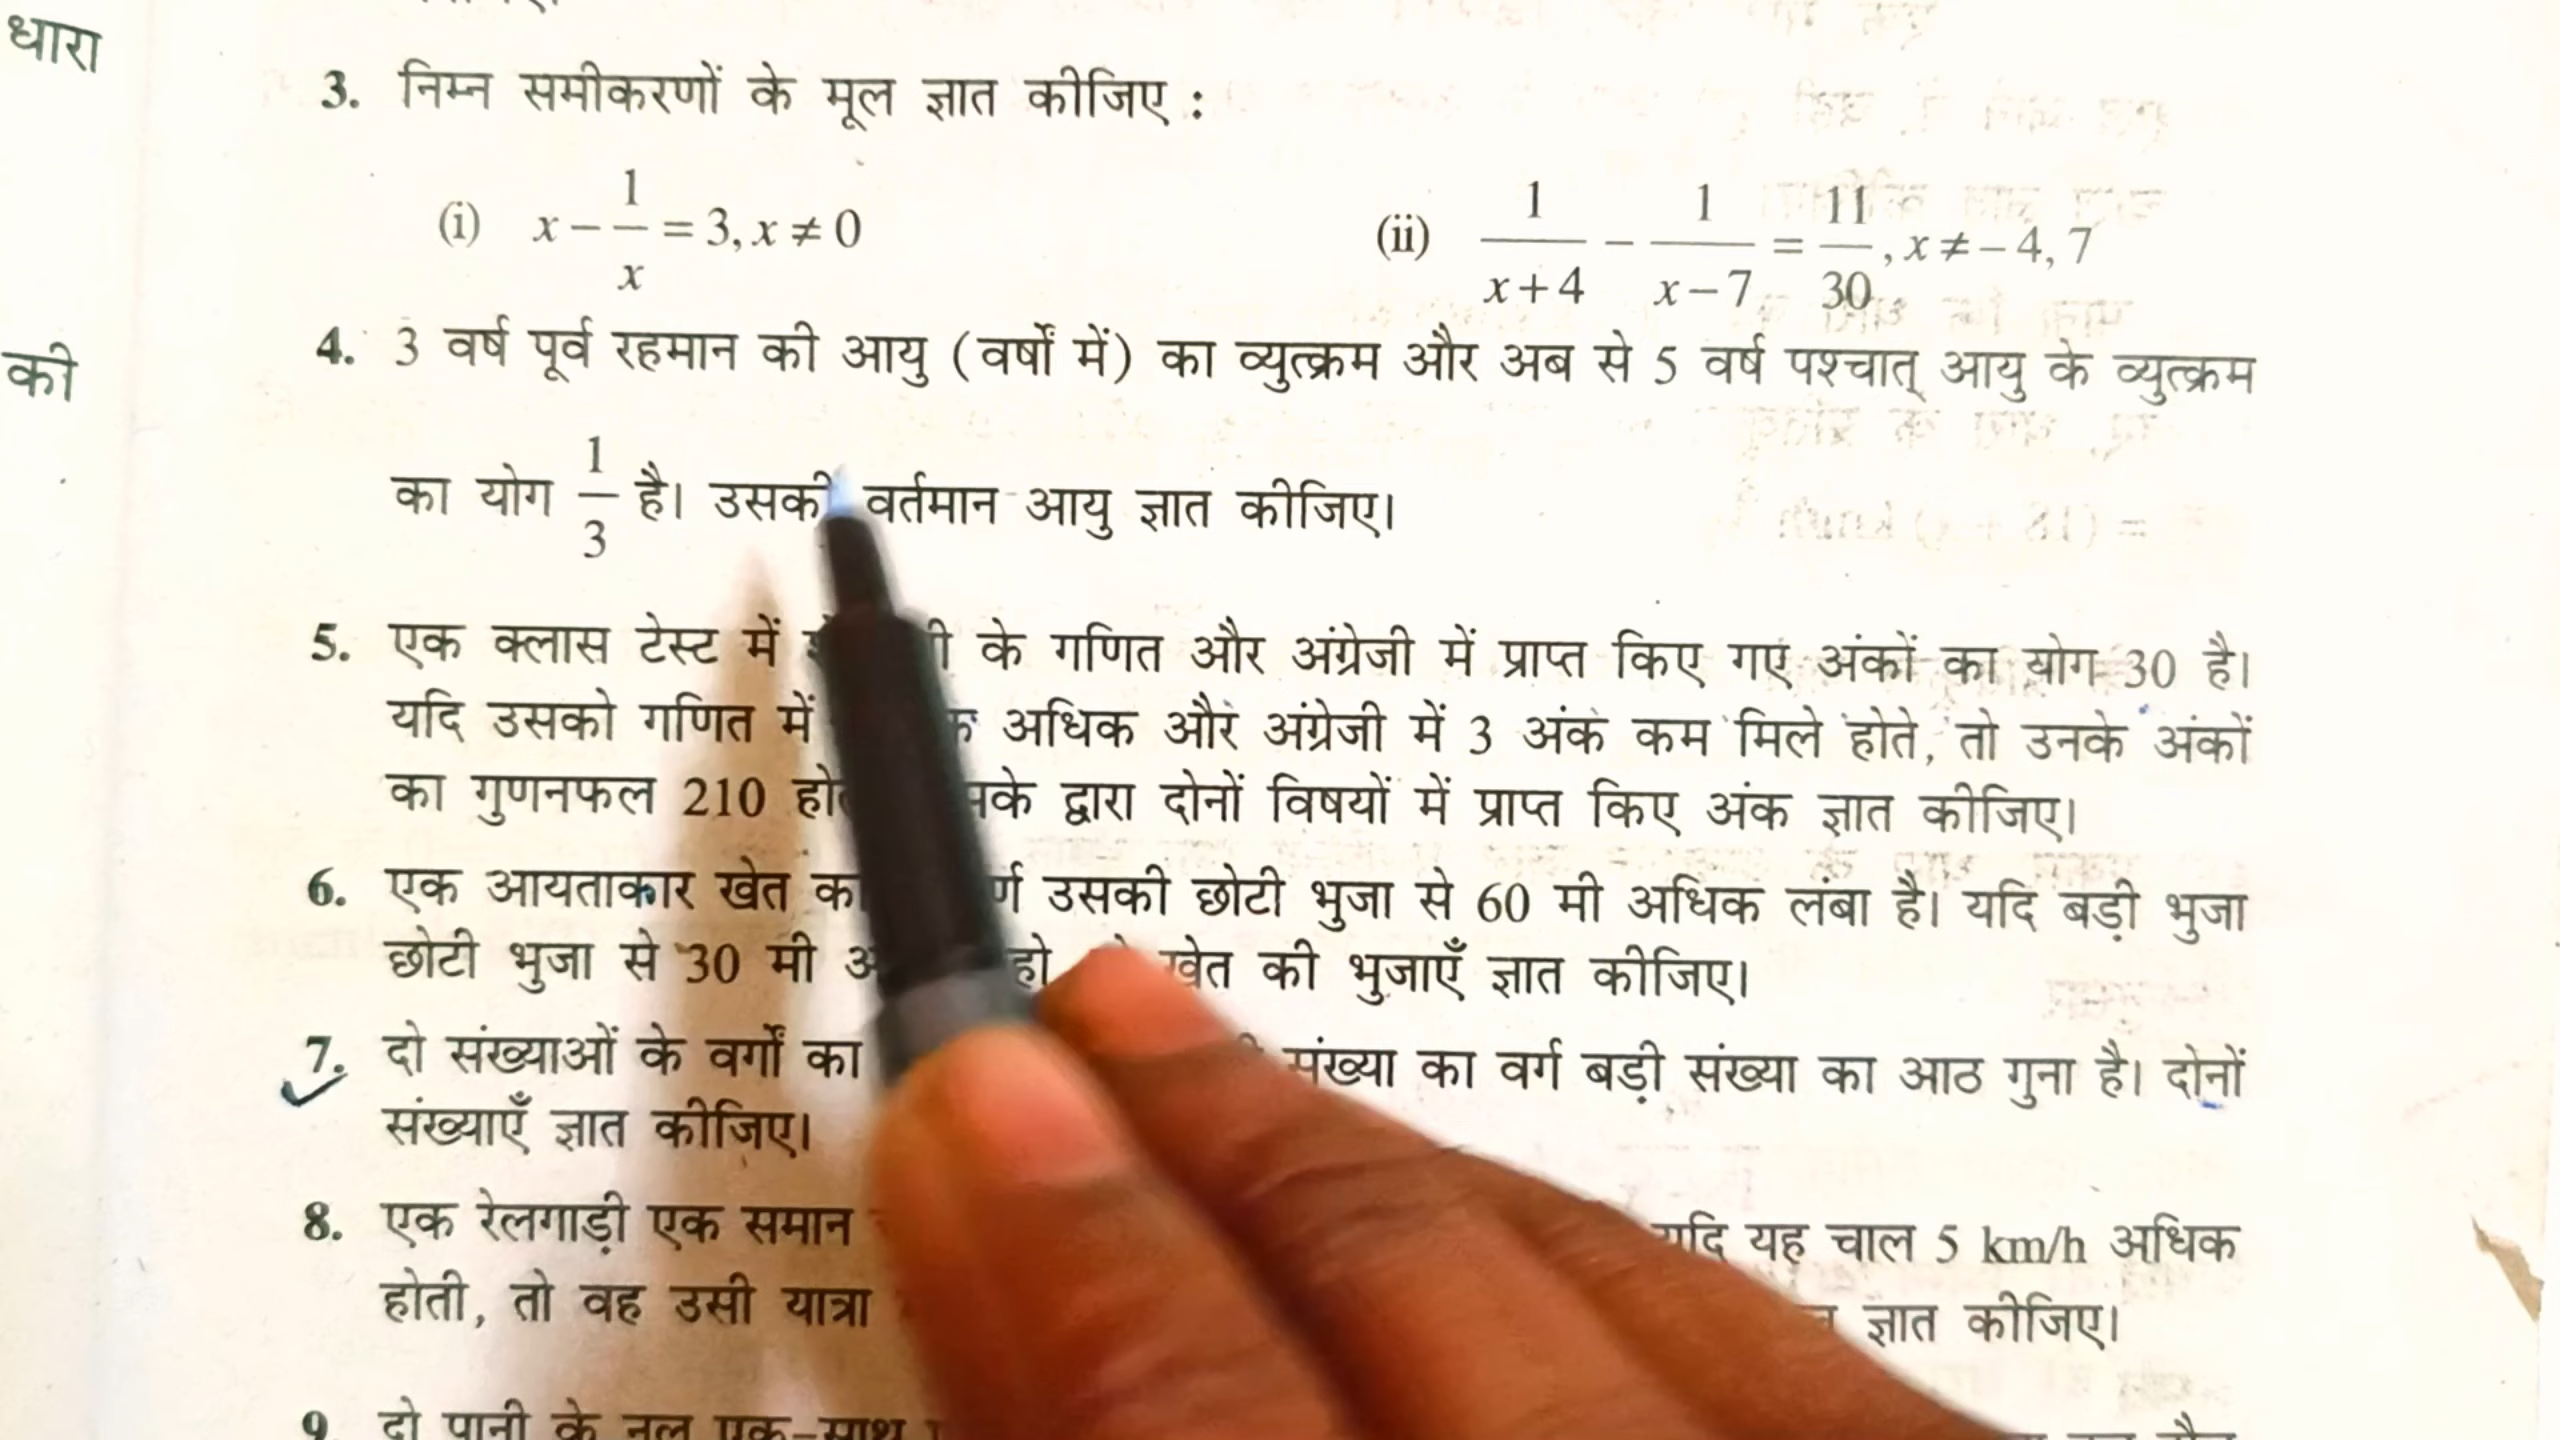 धारा
3. निम्न समीकरणों के मूल ज्ञात कीजिए :
(i) x − 1/x = 3, x ≠ 0 (ii) 1/(x+4) − 1/(x−7) = 11/30, x ≠ − 4, 7
4. 3 वर्ष पूर्व रहमान की आयु (वर्षों में) का व्युत्क्रम और अब से 5 वर्ष पश्चात् आयु के व्युत्क्रम
की
का योग 1/3 है। उसकी वर्तमान आयु ज्ञात कीजिए।
5. एक क्लास टेस्ट में के गणित और अंग्रेजी में प्राप्त किए गए अंकों का योग 30 है।
यदि उसको गणित में अधिक और अंग्रेजी में 3 अंक कम मिले होते, तो उनके अंकों
का गुणनफल 210 द्वारा दोनों विषयों में प्राप्त किए अंक ज्ञात कीजिए।
6. एक आयताकार खेत उसकी छोटी भुजा से 60 मी अधिक लंबा है। यदि बड़ी भुजा
छोटी भुजा से 30 मी हो खेत की भुजाएँ ज्ञात कीजिए।
7. दो संख्याओं के वर्गों का संख्या का वर्ग बड़ी संख्या का आठ गुना है। दोनों
संख्याएँ ज्ञात कीजिए।
8. एक रेलगाड़ी एक समान यदि यह चाल 5 km/h अधिक
होती, तो वह उसी यात्रा ज्ञात कीजिए।
9. दो पानी के नल एक-साथ